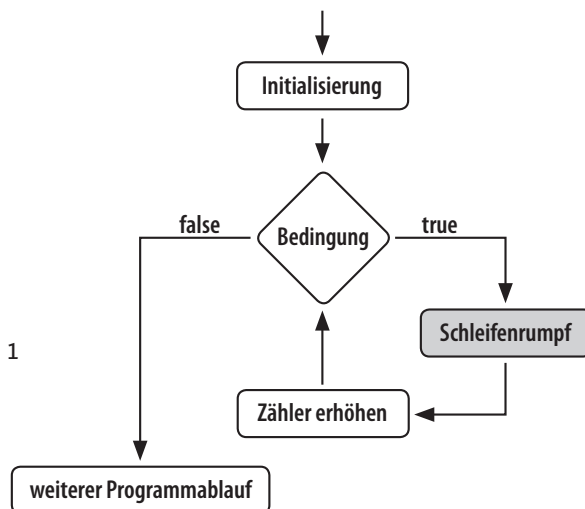 Initialisierung
false
Bedingung
true
Schleifenrumpf
1
Zähler erhöhen
weiterer Programmablauf